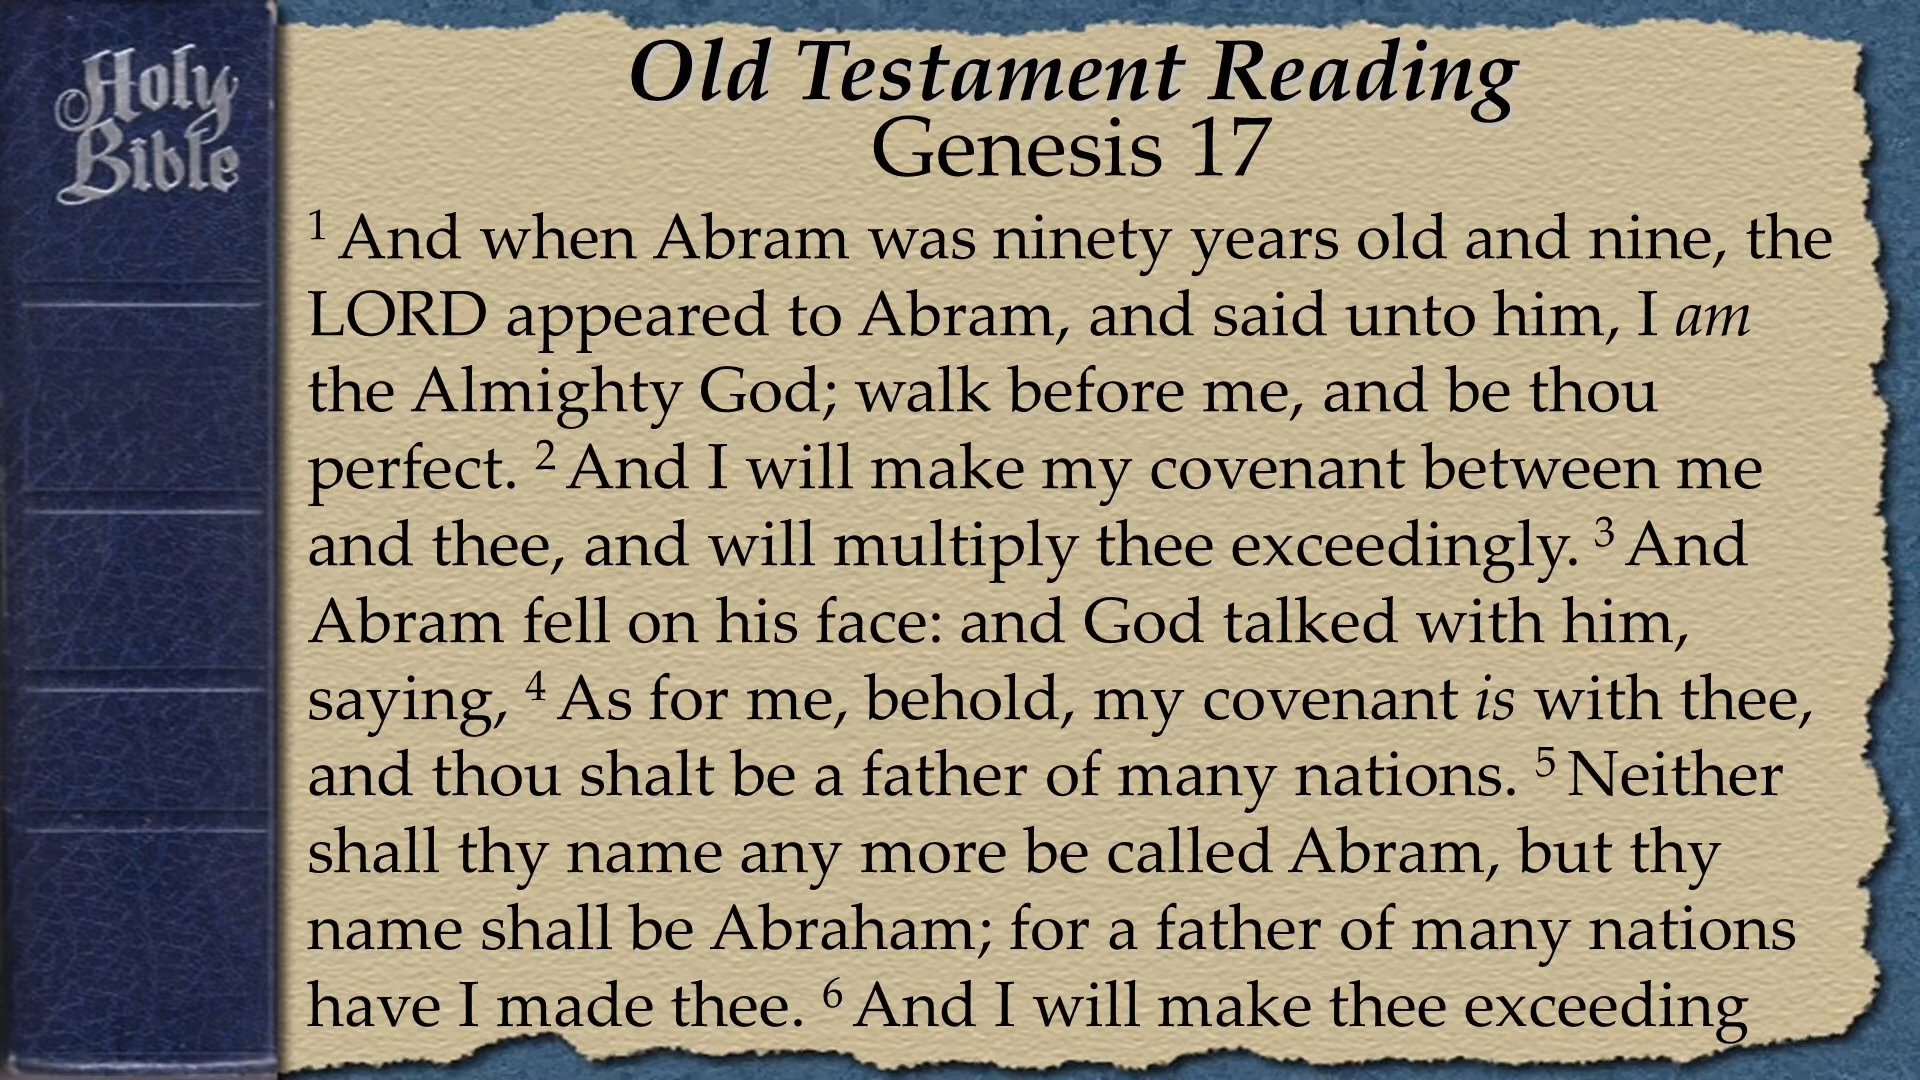 Holy
Bible
Old Testament Reading
Genesis 17
1 And when Abram was ninety years old and nine, the
LORD appeared to Abram, and said unto him, I am
the Almighty God; walk before me, and be thou
perfect. 2 And I will make my covenant between me
and thee, and will multiply thee exceedingly. 3 And
Abram fell on his face: and God talked with him,
saying, 4 As for me, behold, my covenant is with thee,
and thou shalt be a father of many nations. 5 Neither
shall thy name any more be called Abram, but thy
name shall be Abraham; for a father of many nations
have I made thee. 6 And I will make thee exceeding